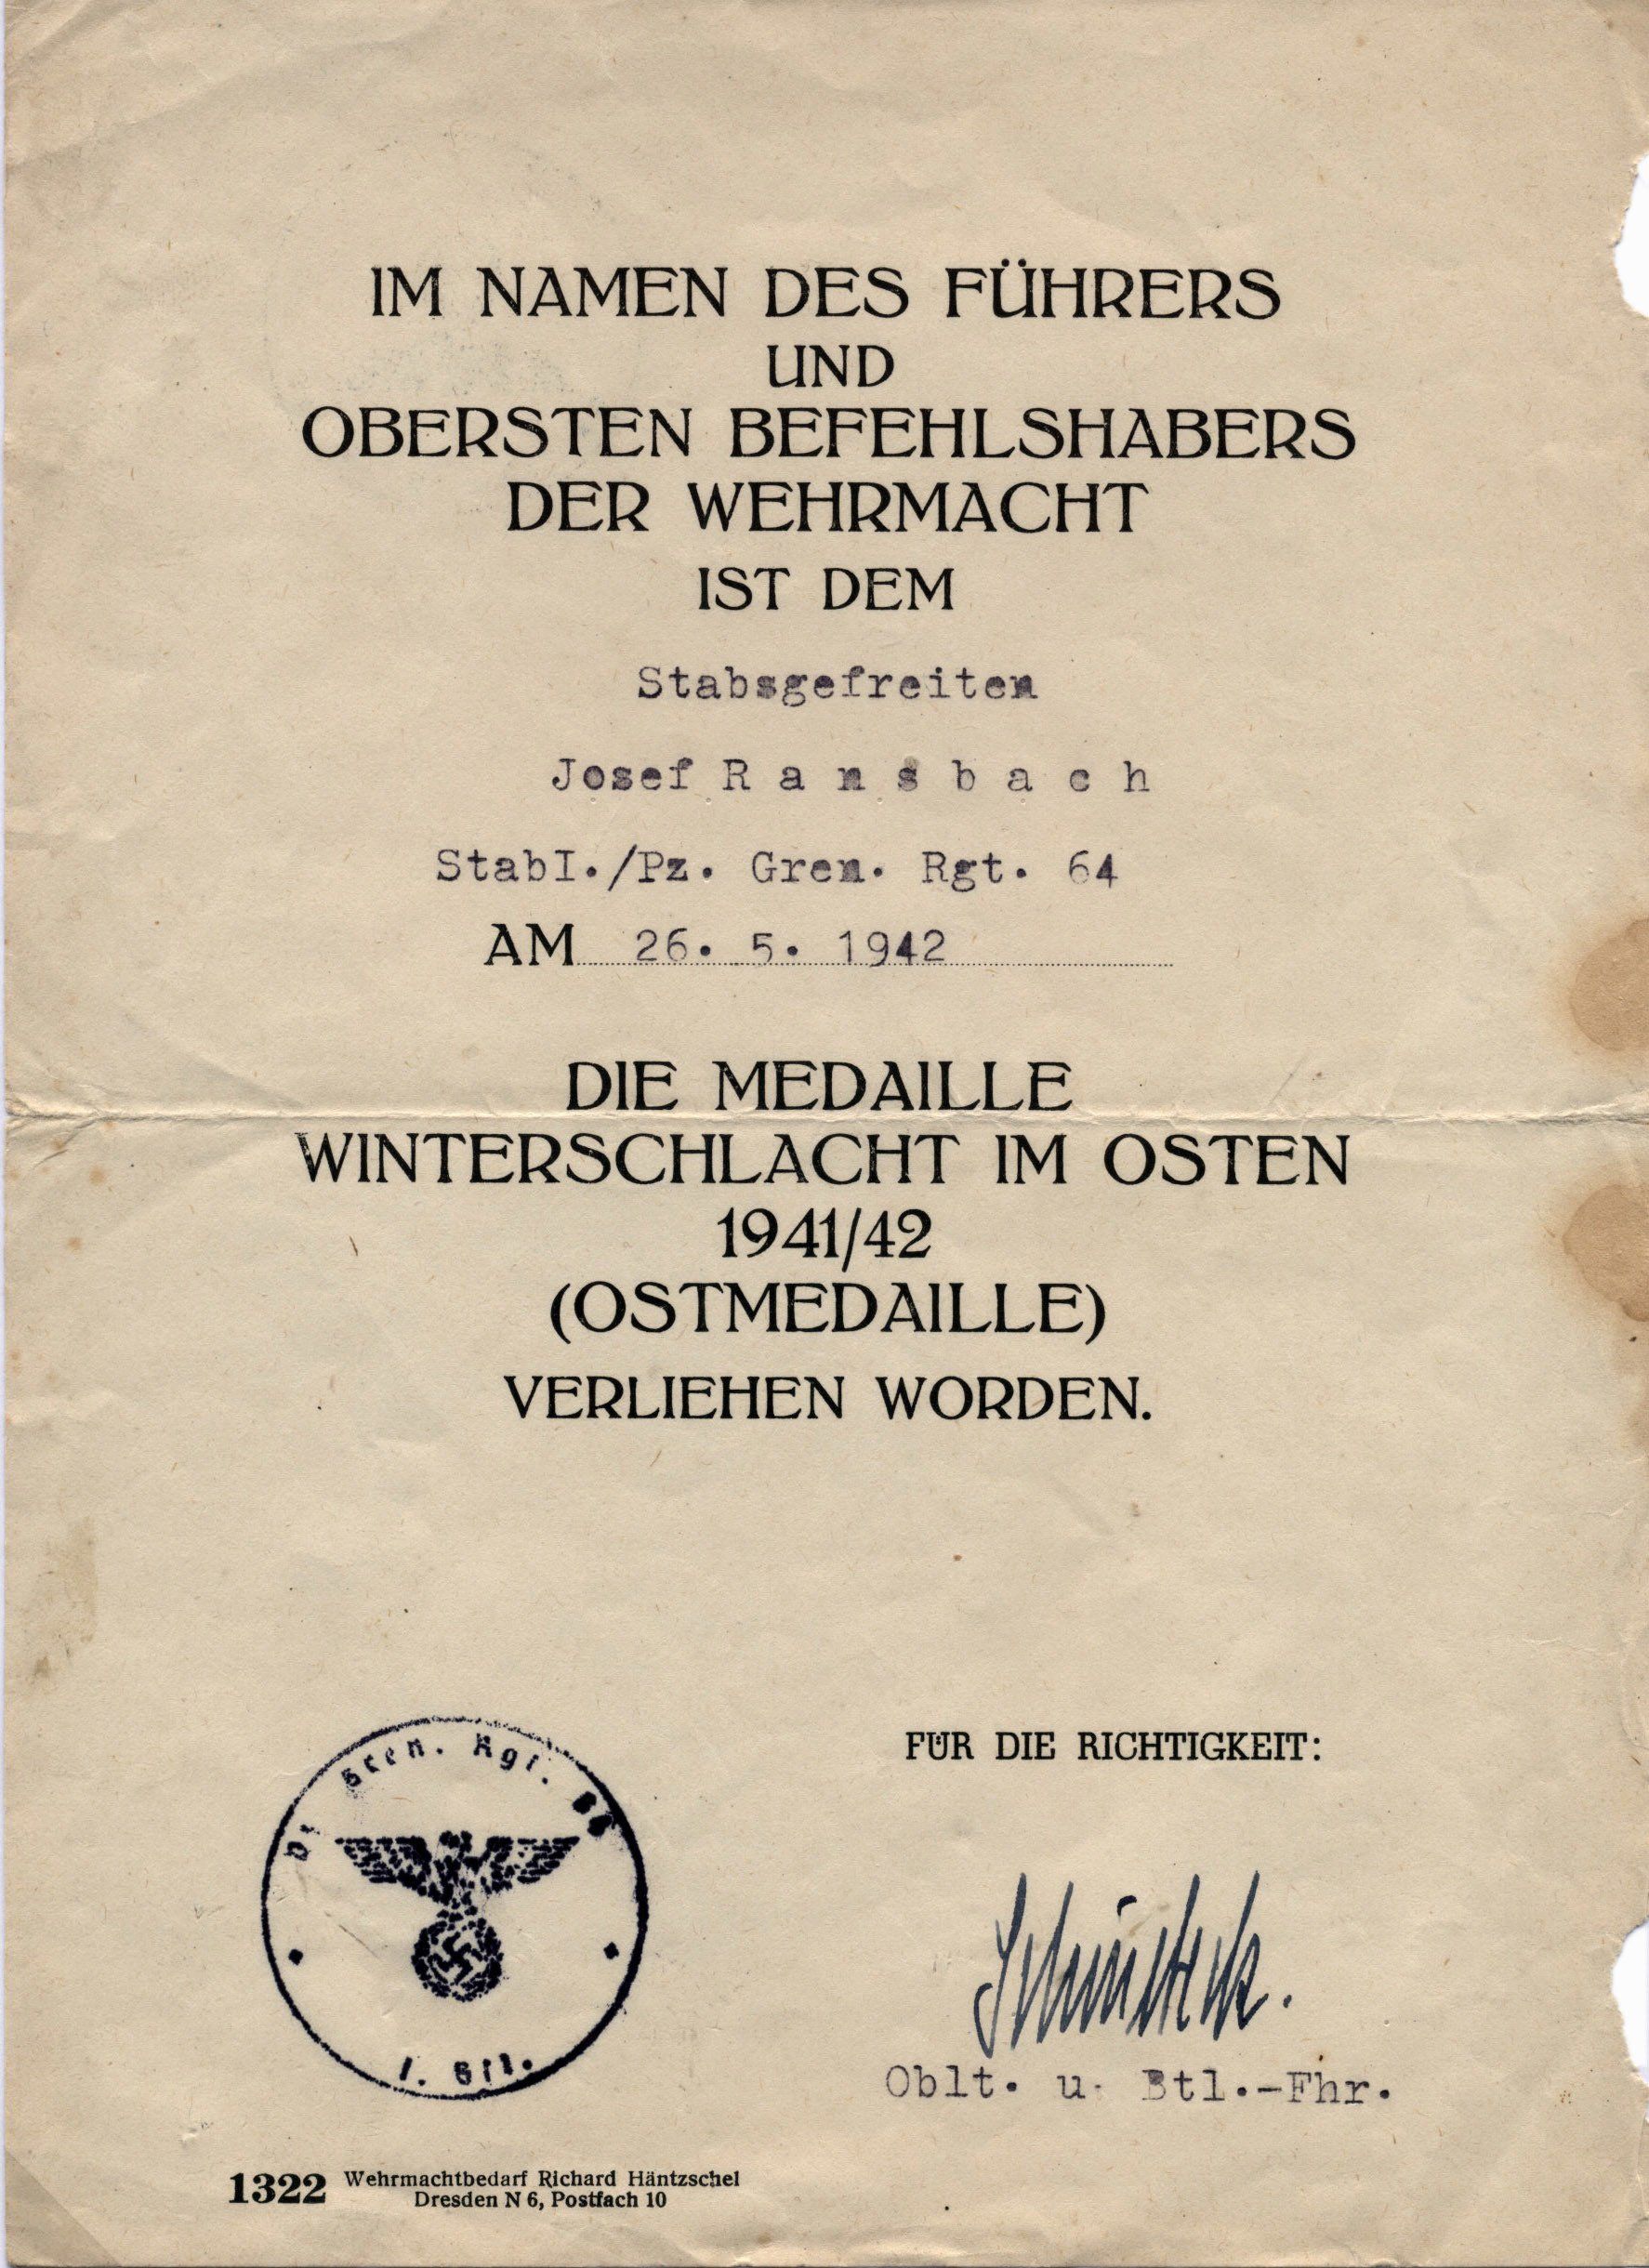 IM NAMEN DES FÜHRERS
UND
OBERSTEN BEFEHLSHABERS
DER WEHRMACHT
IST DEM
Stabsgefreiten
Josef R a n s b a c h
StabI./Pz. Gren. Rgt. 64
AM 26. 5. 1942
DIE MEDAILLE
WINTERSCHLACHT IM OSTEN
1941/42
(OSTMEDAILLE)
VERLIEHEN WORDEN.
Gren. Rgt.
I. Btl.
FÜR DIE RICHTIGKEIT:
Oblt. u. Btl.-Fhr.
1322 Wehrmachtbedarf Richard Häntzschel
Dresden N 6, Postfach 10